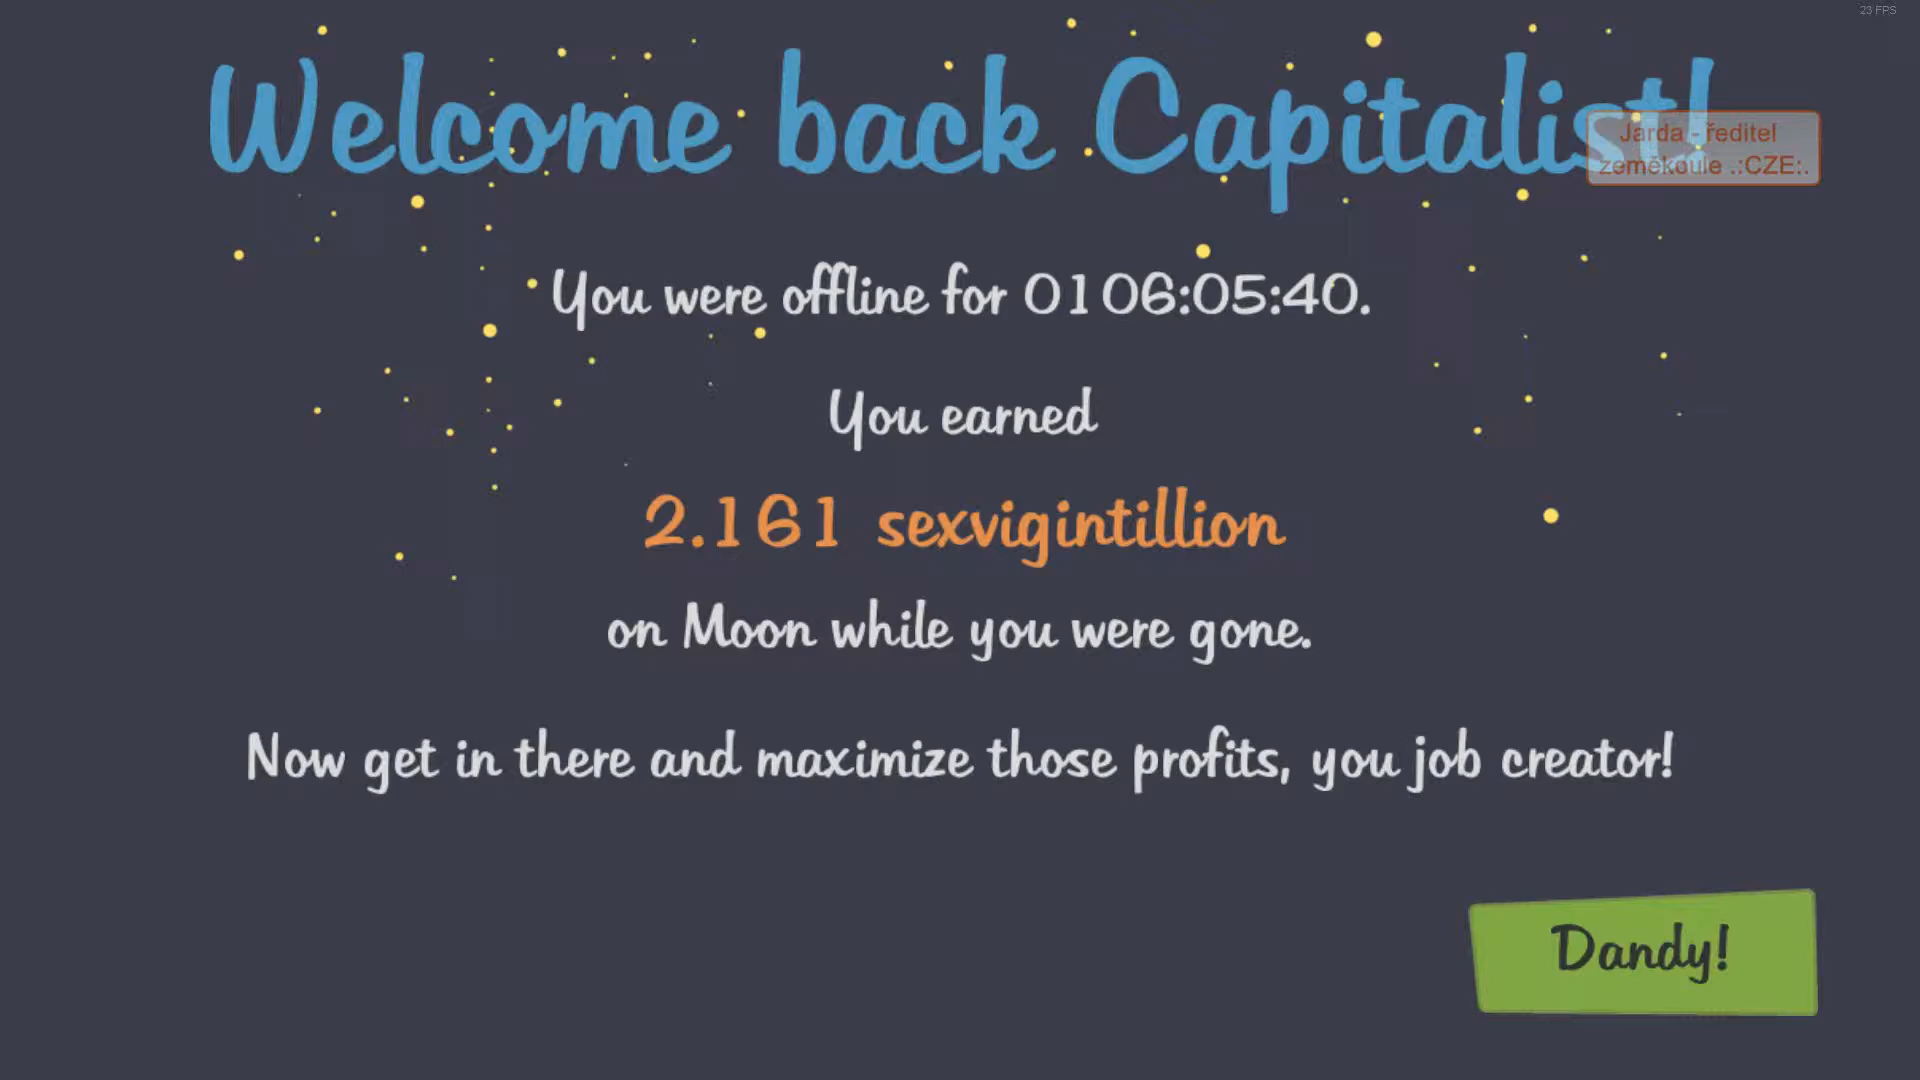 23 FPS
Welcome back Capitalist!
Jarda - ředitel
zeměkoule .:CZE:.
You were offline for 0106:05:40.
You earned
2.161 sexvigintillion
on Moon while you were gone.
Now get in there and maximize those profits, you job creator!
Dandy!